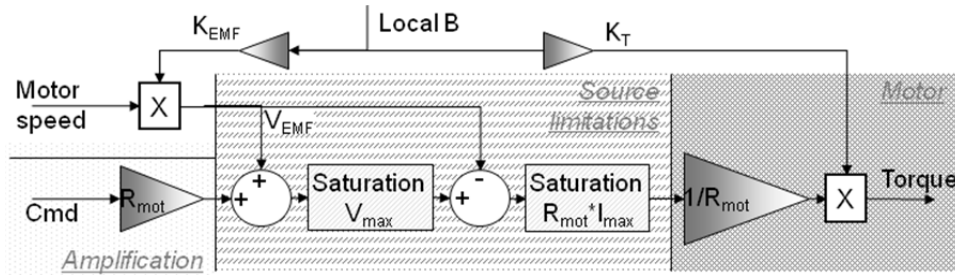 K_EMF
Local B
K_T
Motor
speed
X
V_EMF
Source
limitations
Motor
Cmd
R_mot
+
+
Saturation
V_max
-
+
Saturation
R_mot*I_max
1/R_mot
X
Torque
Amplification